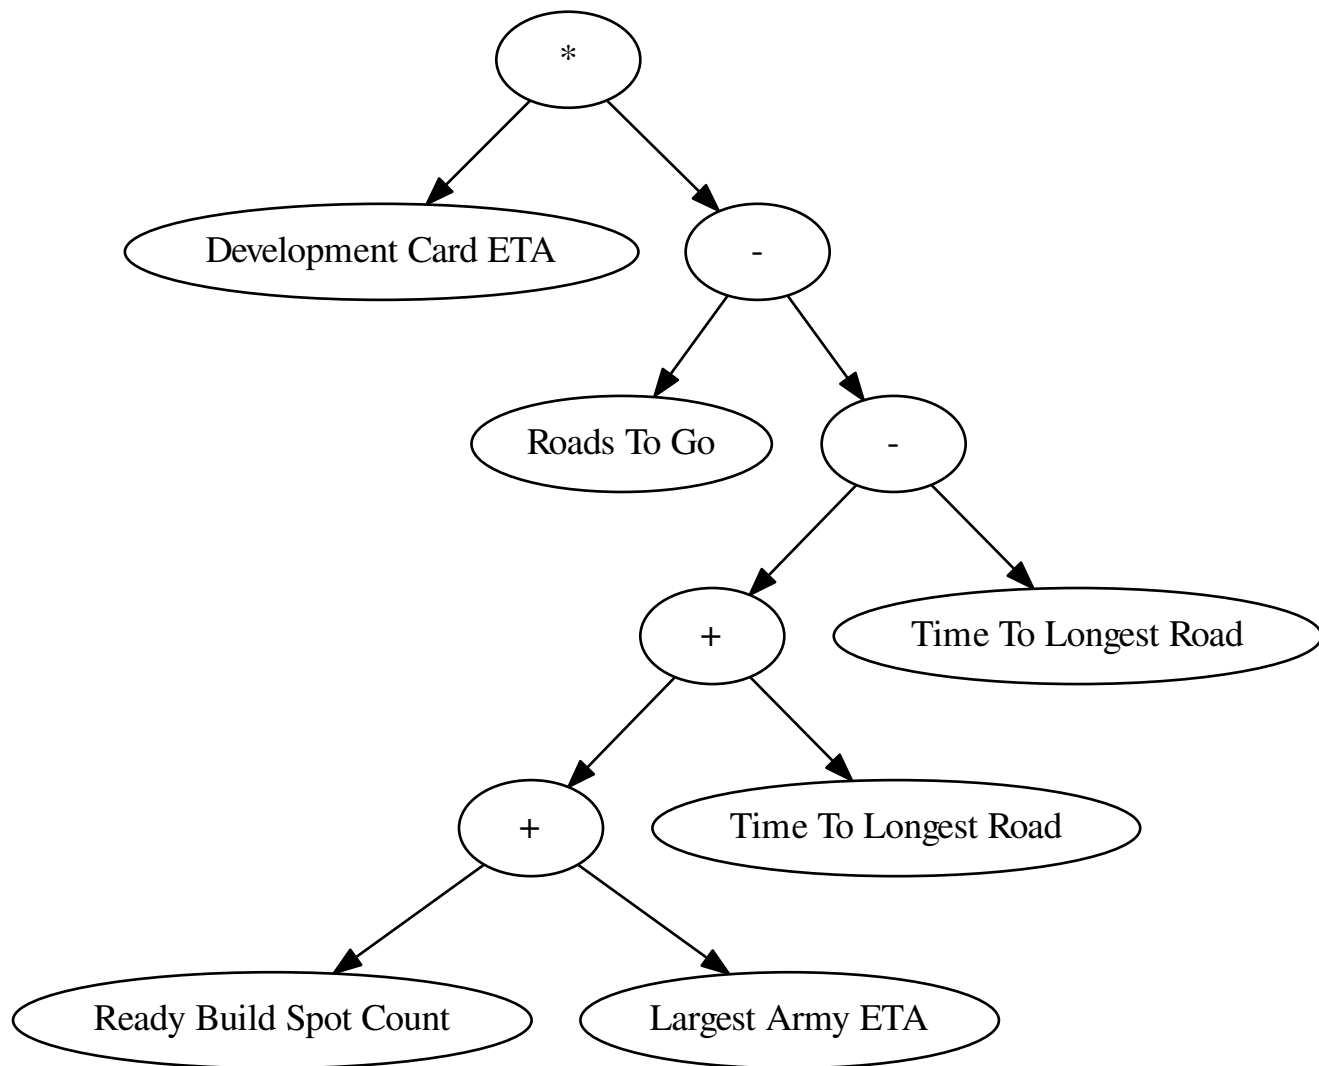 *
Development Card ETA
-
Roads To Go
-
+
Time To Longest Road
+
Time To Longest Road
Ready Build Spot Count
Largest Army ETA